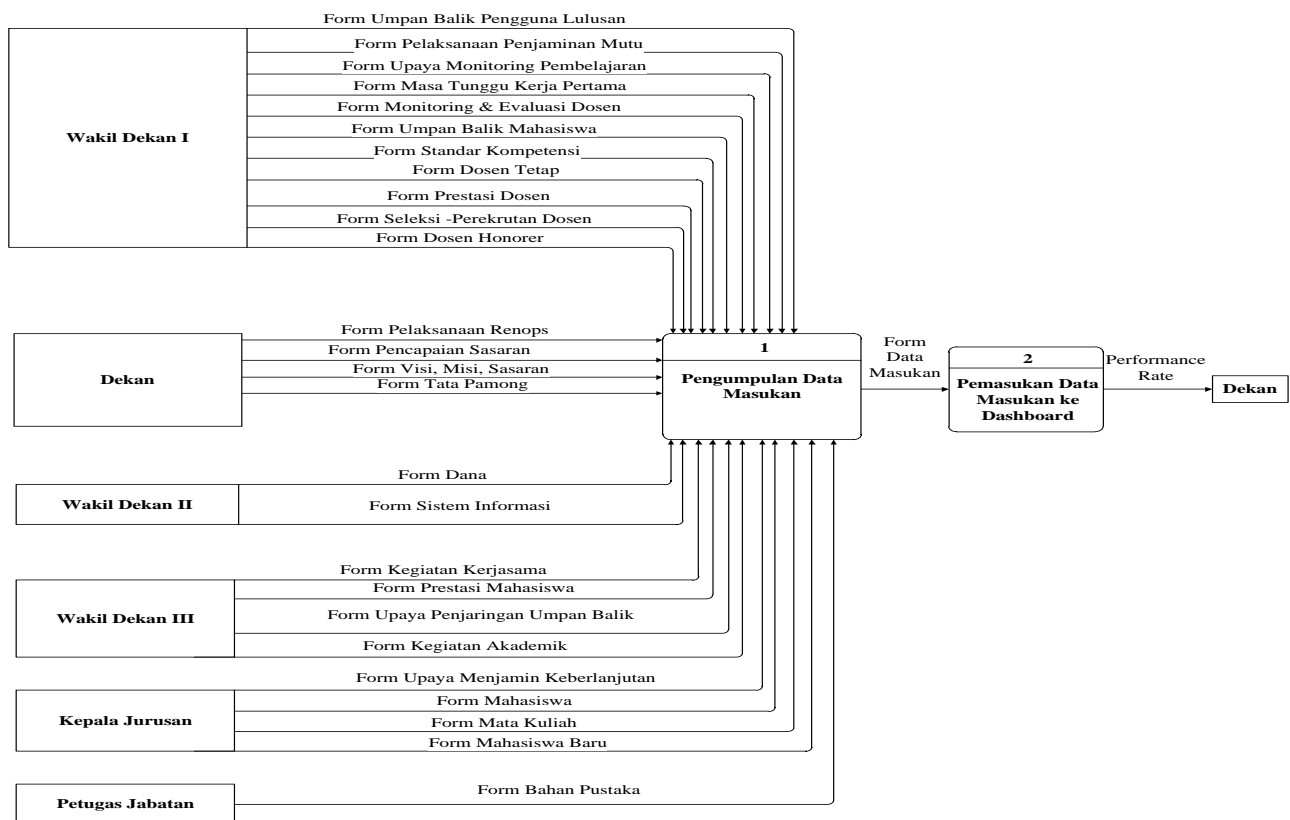 Form Umpan Balik Pengguna Lulusan
Form Pelaksanaan Penjaminan Mutu
Form Upaya Monitoring Pembelajaran
Form Masa Tunggu Kerja Pertama
Form Monitoring & Evaluasi Dosen
Wakil Dekan I
Form Umpan Balik Mahasiswa
Form Standar Kompetensi
Form Dosen Tetap
Form Prestasi Dosen
Form Seleksi -Perekrutan Dosen
Form Dosen Honorer
Dekan
Form Pelaksanaan Renops
Form Pencapaian Sasaran
Form Visi, Misi, Sasaran
Form Tata Pamong
1
Pengumpulan Data
Masukan
Form
Data
Masukan
2
Pemasukan Data
Masukan ke
Dashboard
Performance
Rate
Dekan
Wakil Dekan II
Form Dana
Form Sistem Informasi
Wakil Dekan III
Form Kegiatan Kerjasama
Form Prestasi Mahasiswa
Form Upaya Penjaringan Umpan Balik
Form Kegiatan Akademik
Kepala Jurusan
Form Upaya Menjamin Keberlanjutan
Form Mahasiswa
Form Mata Kuliah
Form Mahasiswa Baru
Petugas Jabatan
Form Bahan Pustaka